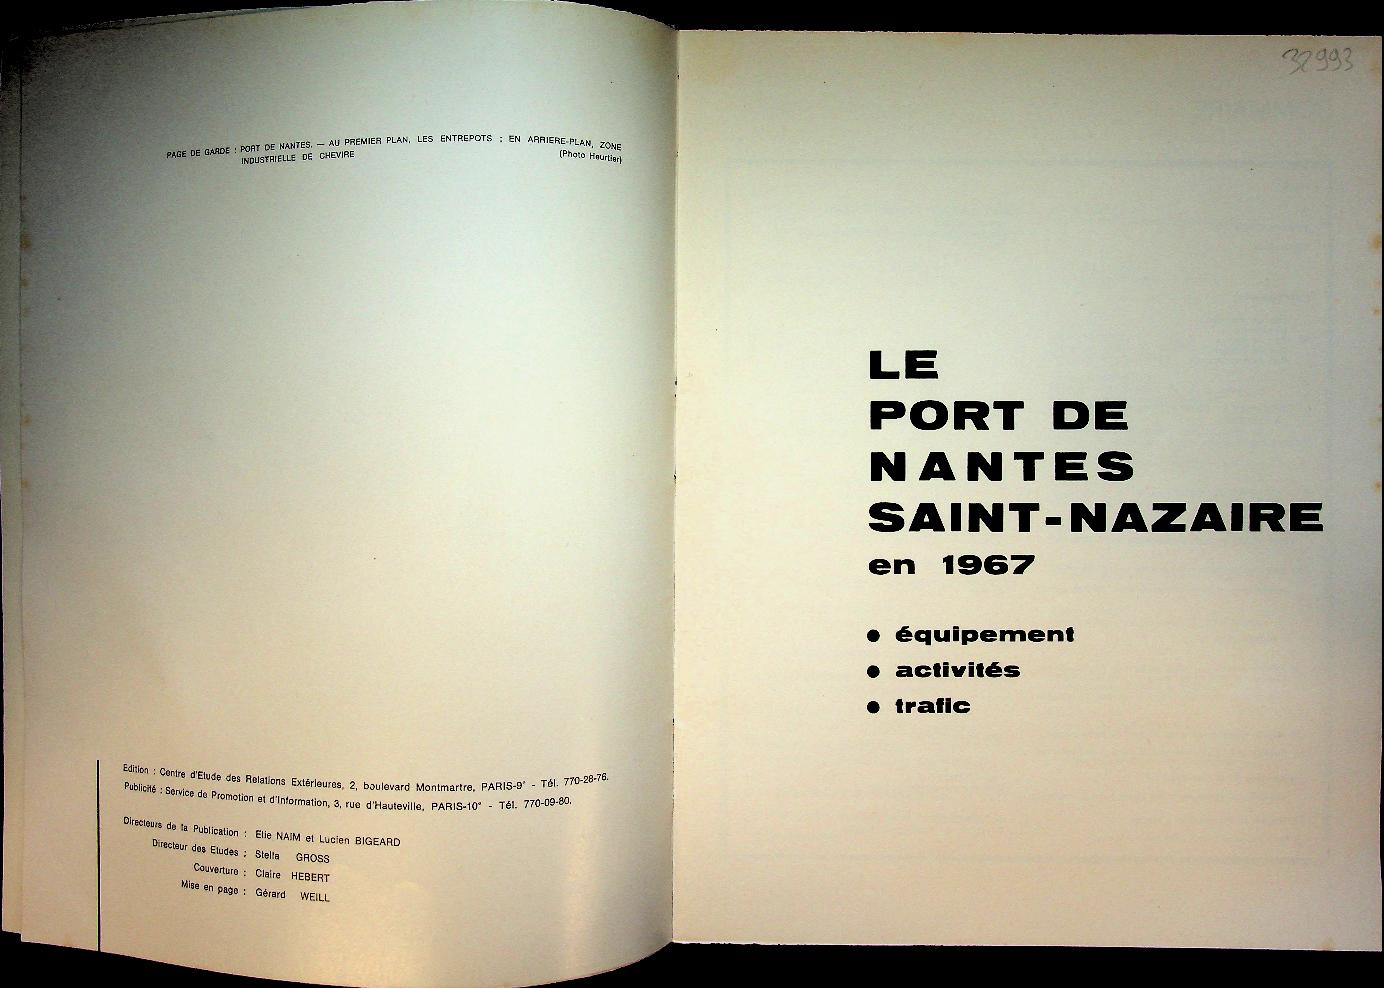 PAGE DE GARDE : PORT DE NANTES. — AU PREMIER PLAN, LES ENTREPOTS ; EN ARRIERE-PLAN, ZONE
INDUSTRIELLE DE CHEVIRE (Photo Heurtier)
Edition : Centre d'Etude des Relations Extérieures, 2, boulevard Montmartre, PARIS-9° - Tél. 770-28-76.
Publicité : Service de Promotion et d'Information, 3, rue d'Hauteville, PARIS-10° - Tél. 770-09-80.
Directeurs de la Publication : Elie NAIM et Lucien BIGEARD
Directeur des Etudes : Stella GROSS
Couverture : Claire HEBERT
Mise en page : Gérard WEILL
32993
LE
PORT DE
NANTES
SAINT-NAZAIRE
en 1967
● équipement
● activités
● trafic